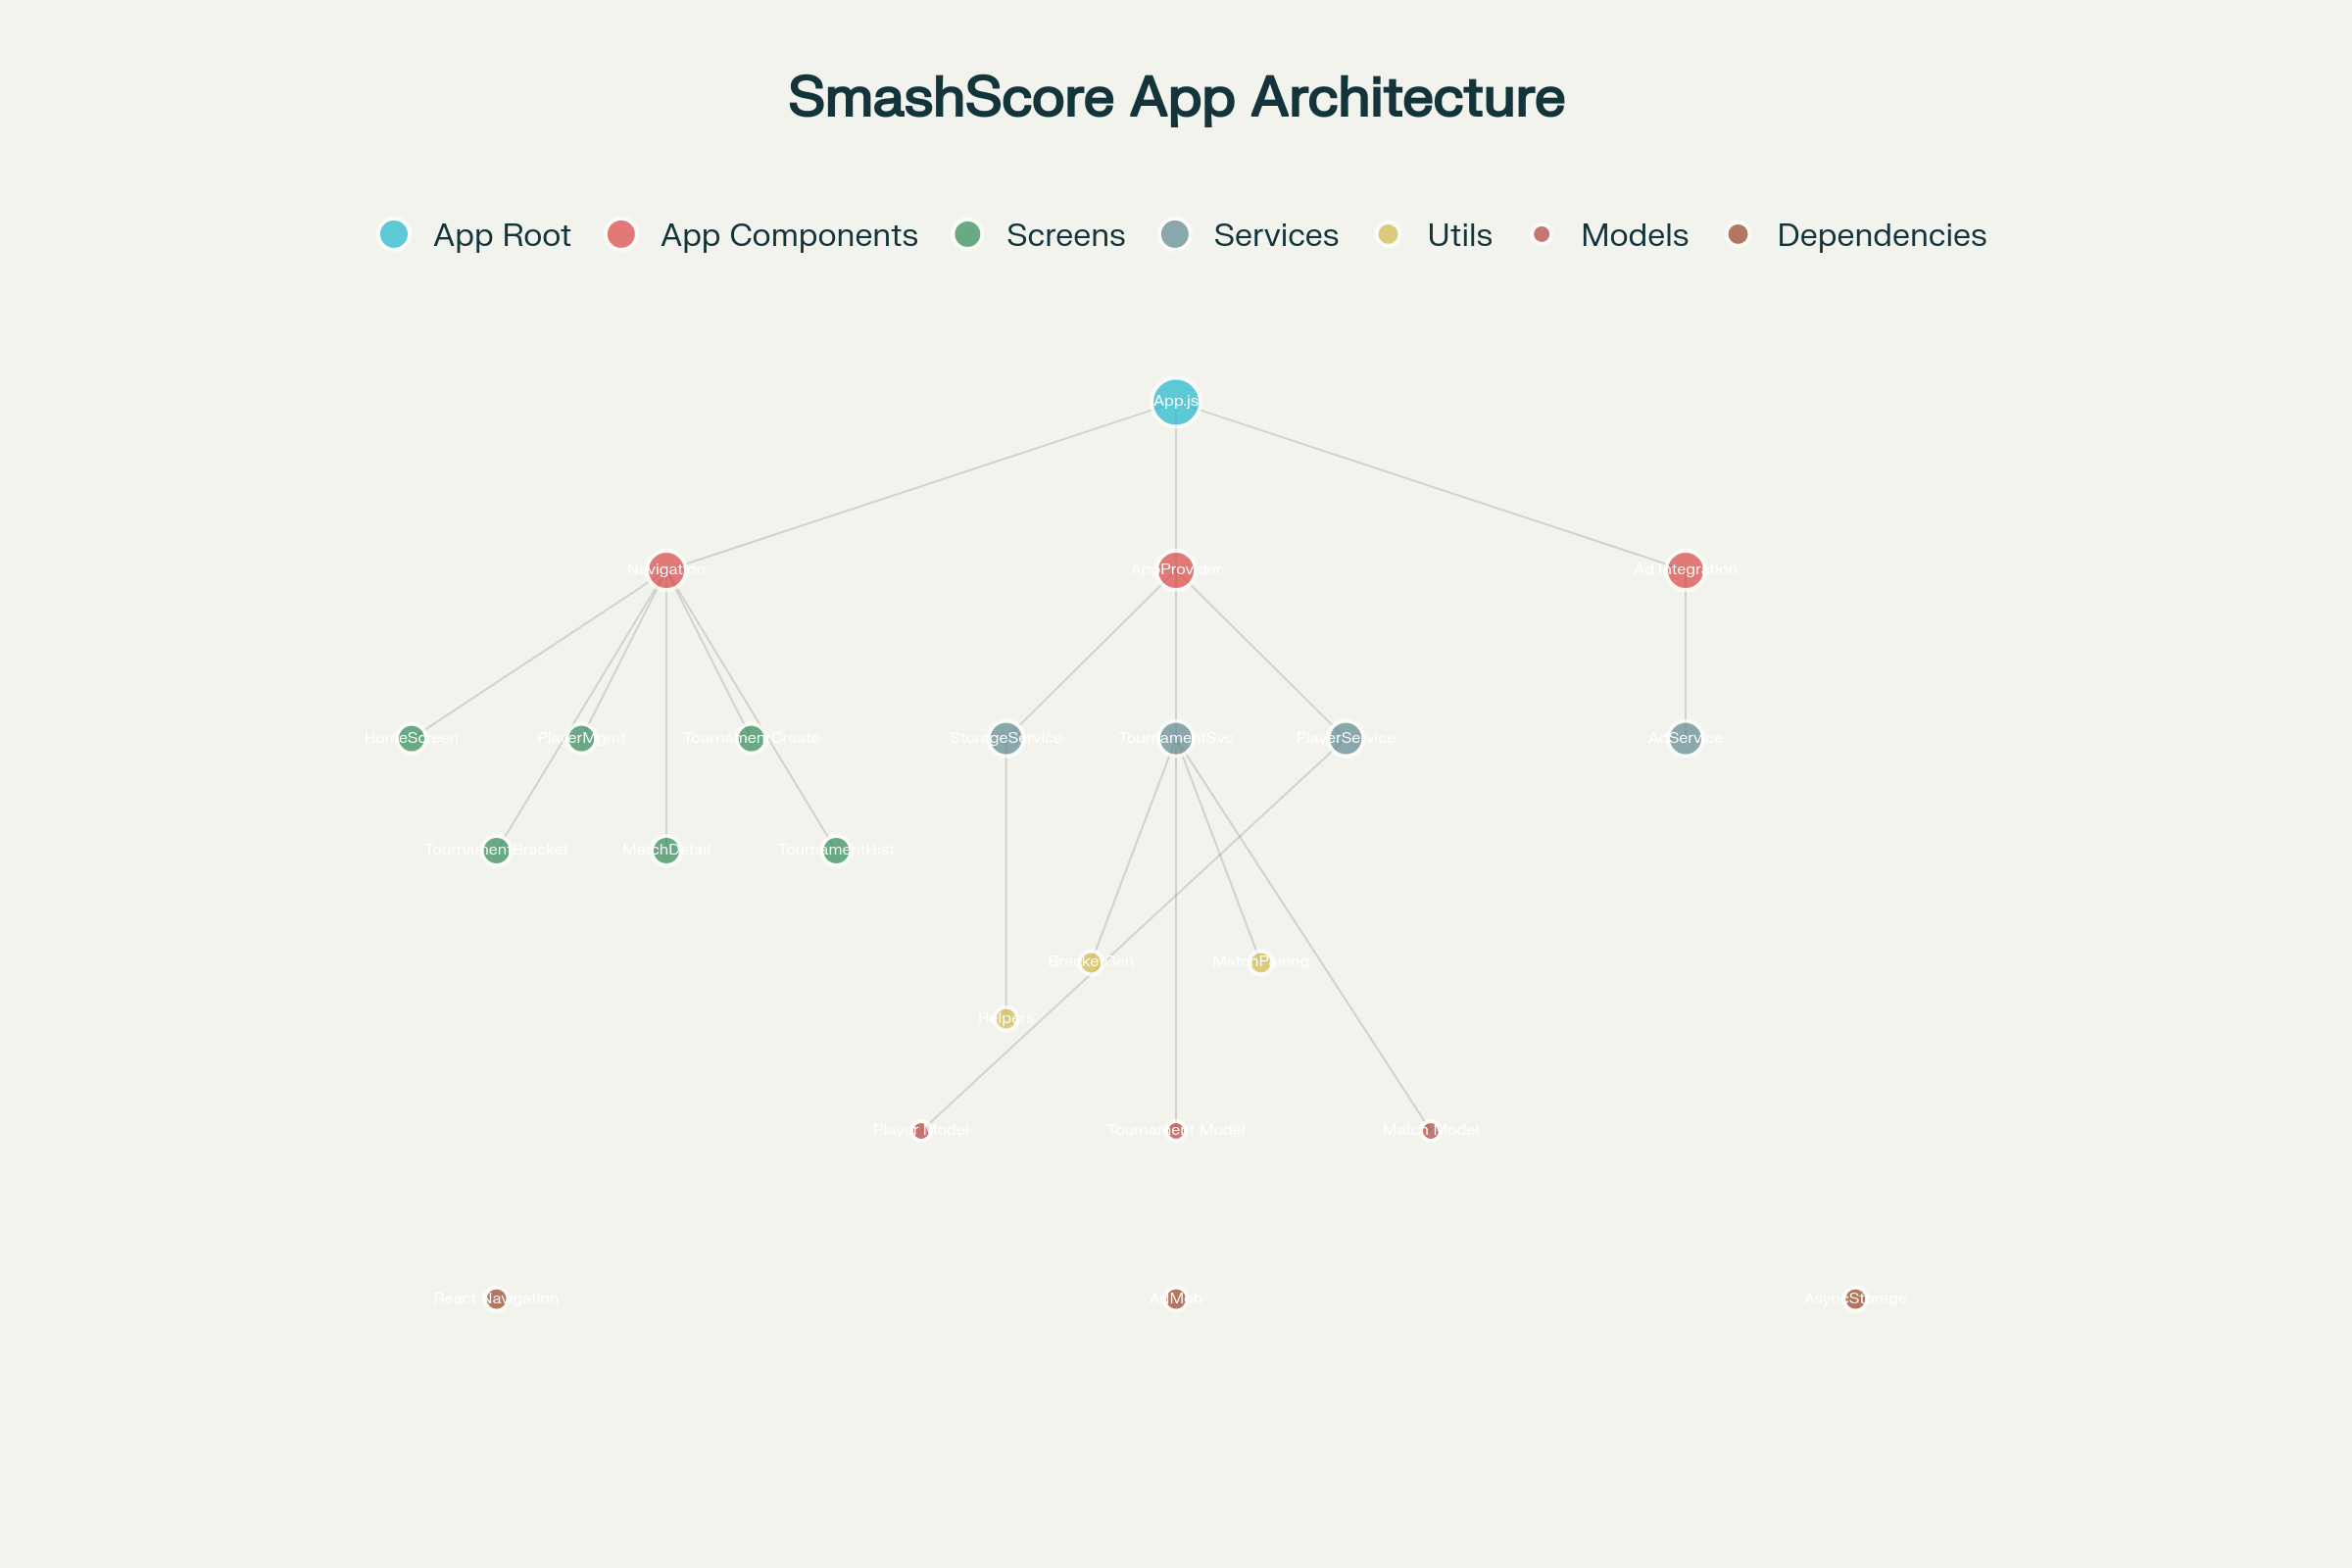 SmashScore App Architecture
App Root App Components Screens Services Utils Models Dependencies
App.js
Navigation AppProvider Ad Integration
HomeScreen PlayerMgmt TournamentCreate StorageService TournamentSvc PlayerService AdService
TournamentBracket MatchDetail TournamentHist
BracketGen MatchPairing
Helpers
Player Model Tournament Model Match Model
React Navigation AdMob AsyncStorage